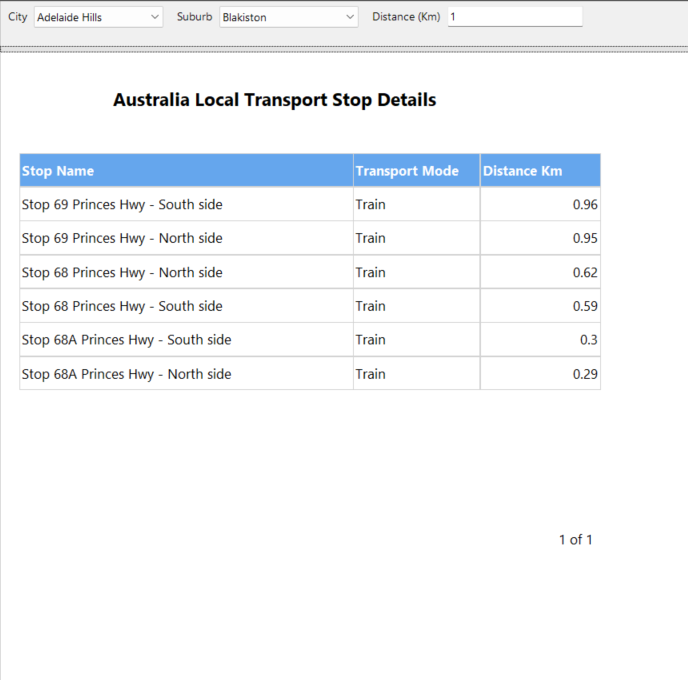 City Adelaide Hills Suburb Blakiston Distance (Km) 1
Australia Local Transport Stop Details
Stop Name Transport Mode Distance Km
Stop 69 Princes Hwy - South side Train 0.96
Stop 69 Princes Hwy - North side Train 0.95
Stop 68 Princes Hwy - North side Train 0.62
Stop 68 Princes Hwy - South side Train 0.59
Stop 68A Princes Hwy - South side Train 0.3
Stop 68A Princes Hwy - North side Train 0.29
1 of 1